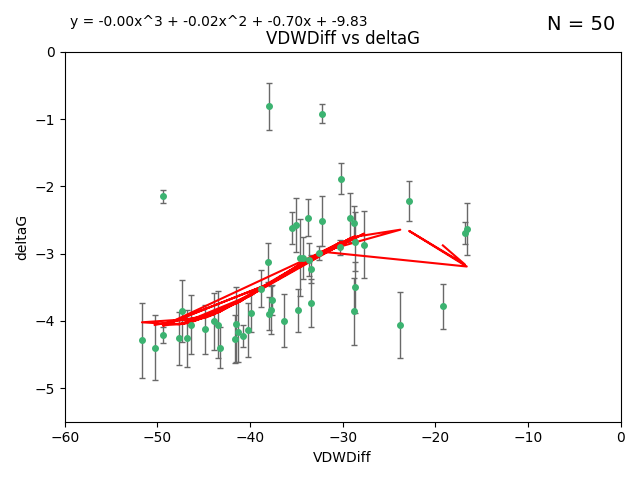 y = -0.00x^3 + -0.02x^2 + -0.70x + -9.83
N = 50
VDWDiff vs deltaG
0
−1
−2
−3
−4
−5
deltaG
−60
−50
−40
−30
−20
−10
0
VDWDiff